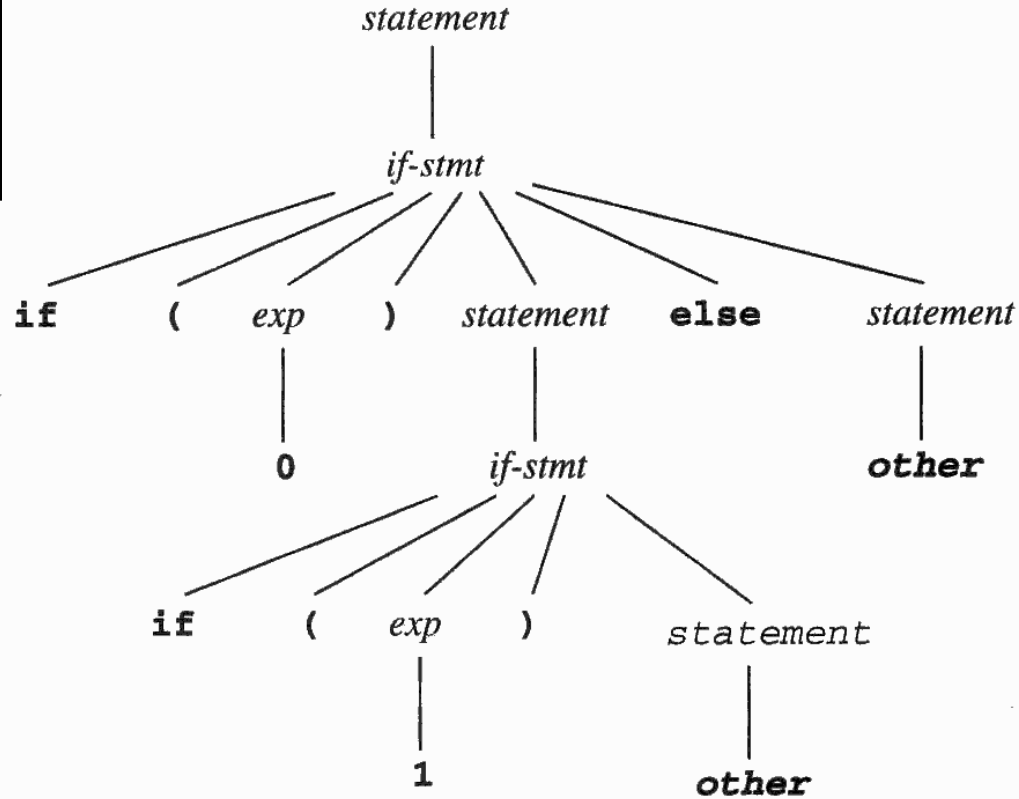 statement
if-stmt
if ( exp ) statement else statement
0 if-stmt other
if ( exp ) statement
1 other